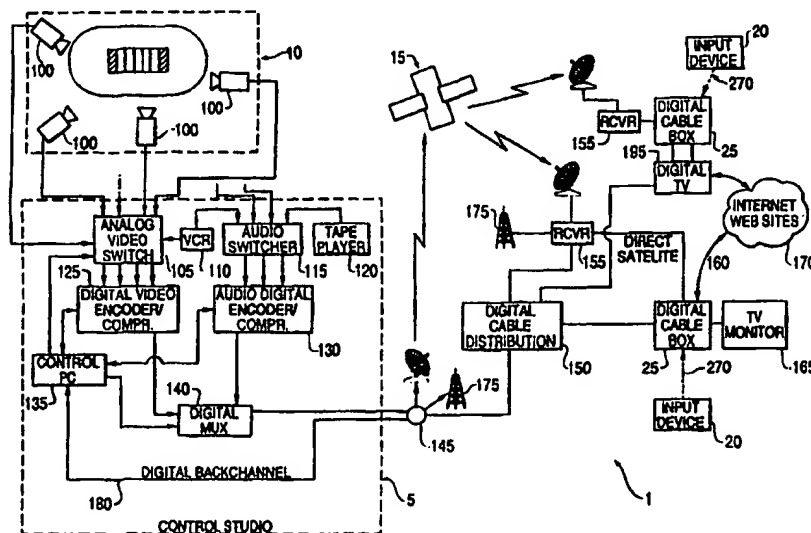 100
10
100
100
100
15
INPUT
DEVICE
20
270
RCVR
155
DIGITAL
CABLE
BOX
25
195
DIGITAL
TV
INTERNET
WEB SITES
170
175
RCVR
155
DIRECT
SATELITE
160
ANALOG
VIDEO
SWITCH
105
VCR
110
AUDIO
SWITCHER
115
TAPE
PLAYER
120
125
DIGITAL VIDEO
ENCODER/
COMPR.
AUDIO DIGITAL
ENCODER/
COMPR.
130
DIGITAL
CABLE
DISTRIBUTION
150
DIGITAL
CABLE
BOX
25
TV
MONITOR
165
270
INPUT
DEVICE
20
CONTROL
PC
135
140
DIGITAL
MUX
175
145
DIGITAL BACKCHANNEL
180
5
1
CONTROL STUDIO